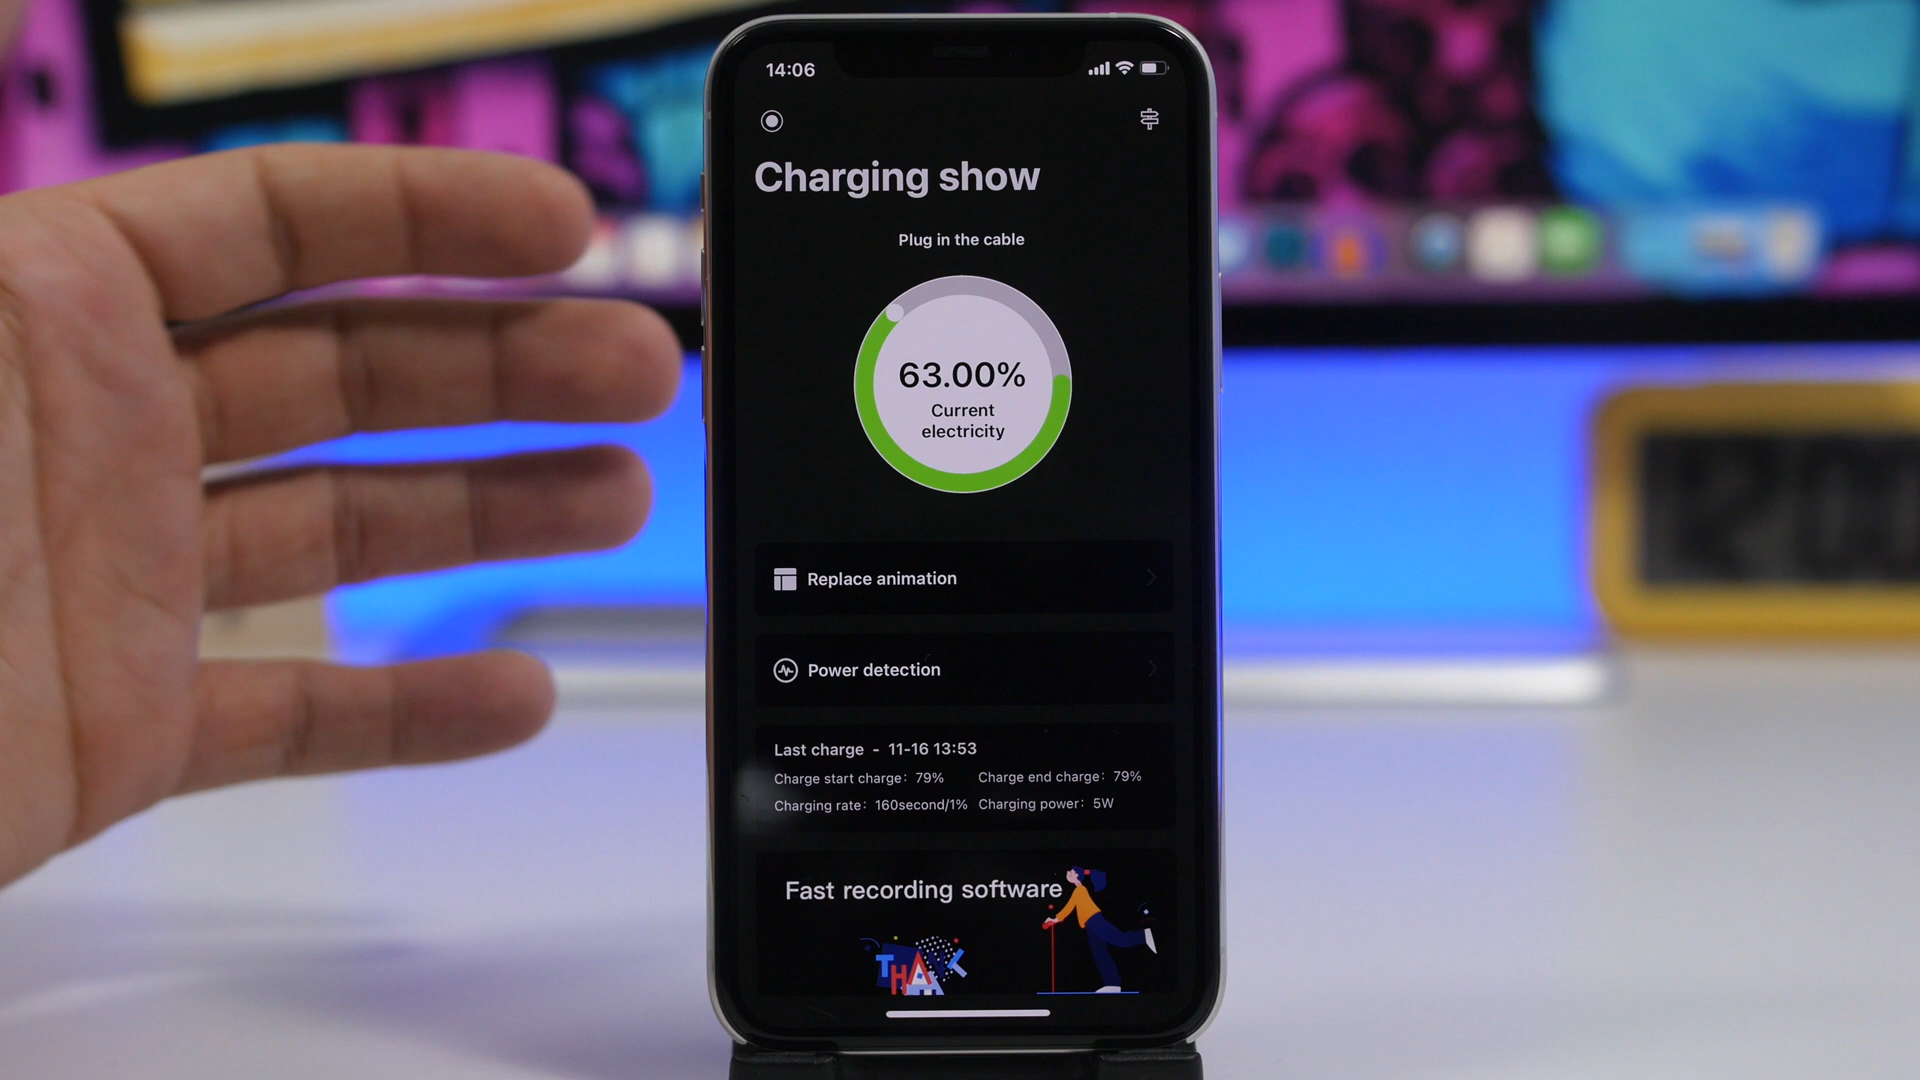 14:06
Charging show
Plug in the cable
63.00%
Current
electricity
Replace animation
Power detection
Last charge - 11-16 13:53
Charge start charge: 79% Charge end charge: 79%
Charging rate: 160second/1% Charging power: 5W
Fast recording software
THANK